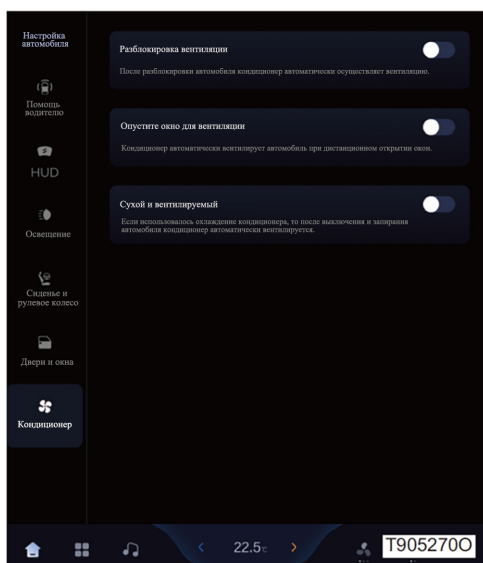 Настройка
автомобиля
Помощь
водителю
HUD
Освещение
Сиденье и
рулевое колесо
Двери и окна
Кондиционер
Разблокировка вентиляции
После разблокировки автомобиля кондиционер автоматически осуществляет вентиляцию.
Опустите окно для вентиляции
Кондиционер автоматически вентилирует автомобиль при дистанционном открытии окон.
Сухой и вентилируемый
Если использовалось охлаждение кондиционера, то после выключения и запирания
автомобиля кондиционер автоматически вентилируется.
22.5℃
T905270O